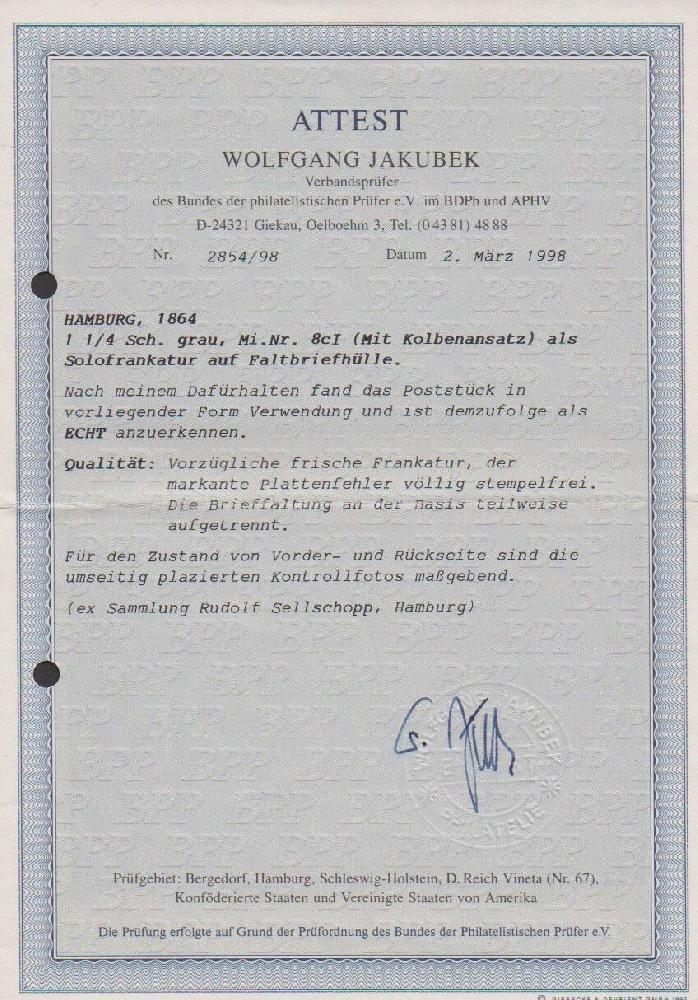 ATTEST
WOLFGANG JAKUBEK
Verbandsprüfer
des Bundes der philatelistischen Prüfer e.V. im BDPh und APHV
D-24321 Giekau, Oelboehm 3, Tel. (04381) 4888
Nr. 2854/98 Datum 2. März 1998
HAMBURG, 1864
1 1/4 Sch. grau, Mi.Nr. 8cI (Mit Kolbenansatz) als
Solofrankatur auf Faltbriefhülle.
Nach meinem Dafürhalten fand das Poststück in
vorliegender Form Verwendung und ist demzufolge als
ECHT anzuerkennen.
Qualität: Vorzügliche frische Frankatur, der
markante Plattenfehler völlig stempelfrei.
Die Brieffaltung an der Basis teilweise
aufgetrennt.
Für den Zustand von Vorder- und Rückseite sind die
umseitig plazierten Kontrollfotos maßgebend.
(ex Sammlung Rudolf Sellschopp, Hamburg)
WOLFGANG JAKUBEK
PHILATELIE
Prüfgebiet: Bergedorf, Hamburg, Schleswig-Holstein, D. Reich Vineta (Nr. 67),
Konföderierte Staaten und Vereinigte Staaten von Amerika
Die Prüfung erfolgte auf Grund der Prüfordnung des Bundes der Philatelistischen Prüfer e.V.